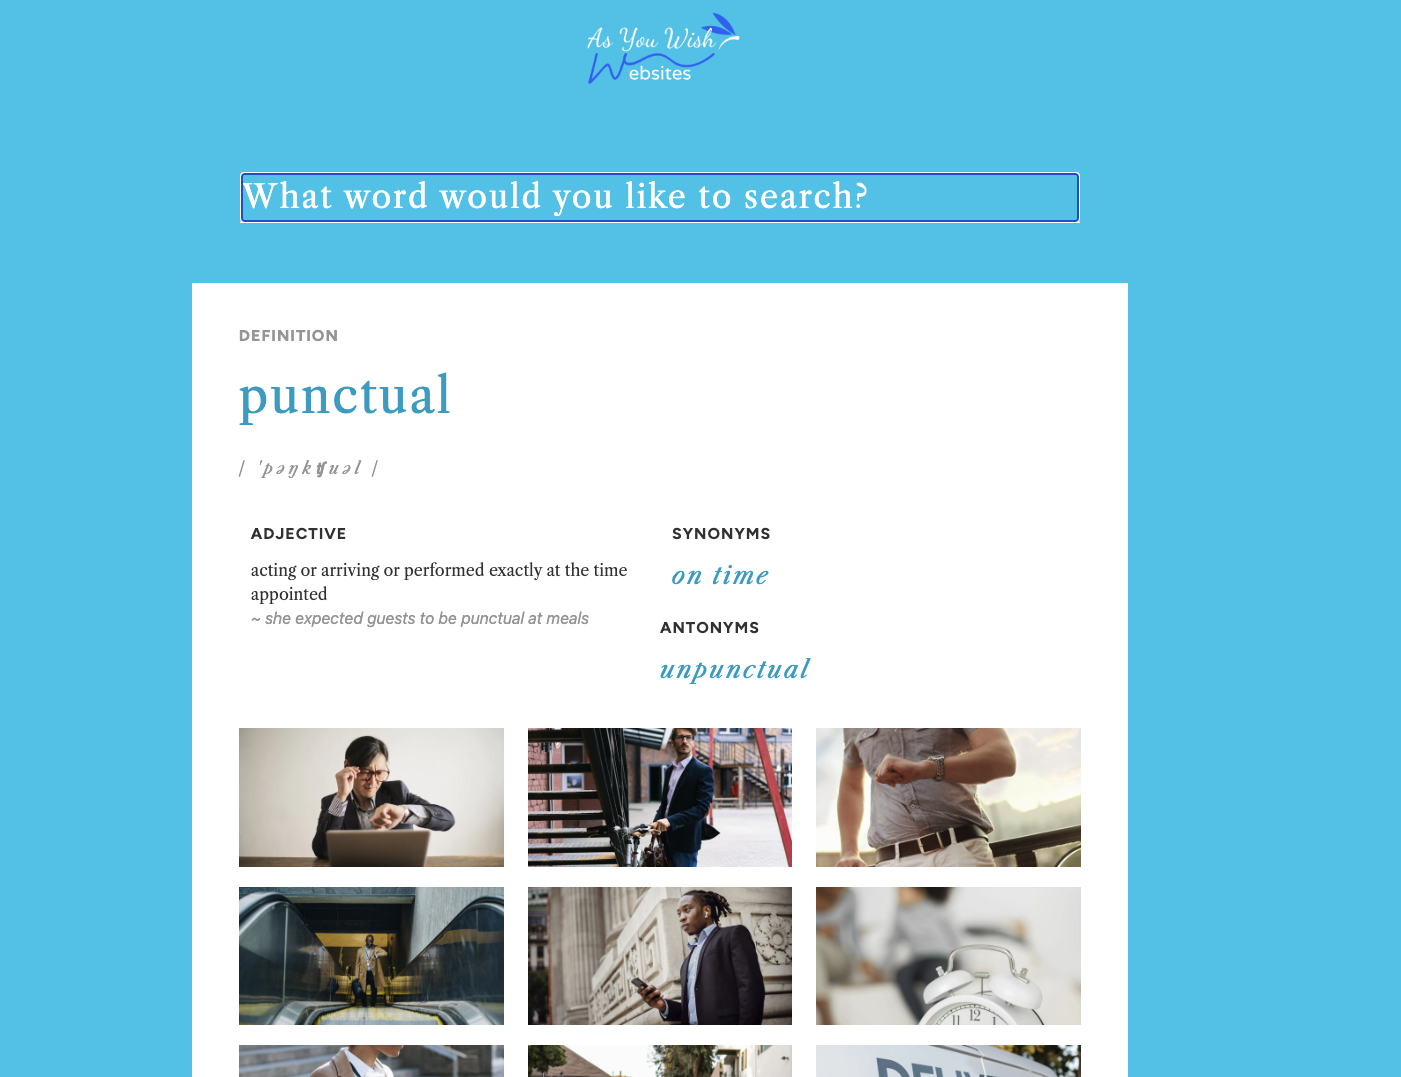 As You Wish
Websites
What word would you like to search?
DEFINITION
punctual
/ ˈpəŋkʧuəl /
ADJECTIVE
acting or arriving or performed exactly at the time
appointed
~ she expected guests to be punctual at meals
SYNONYMS
on time
ANTONYMS
unpunctual
12